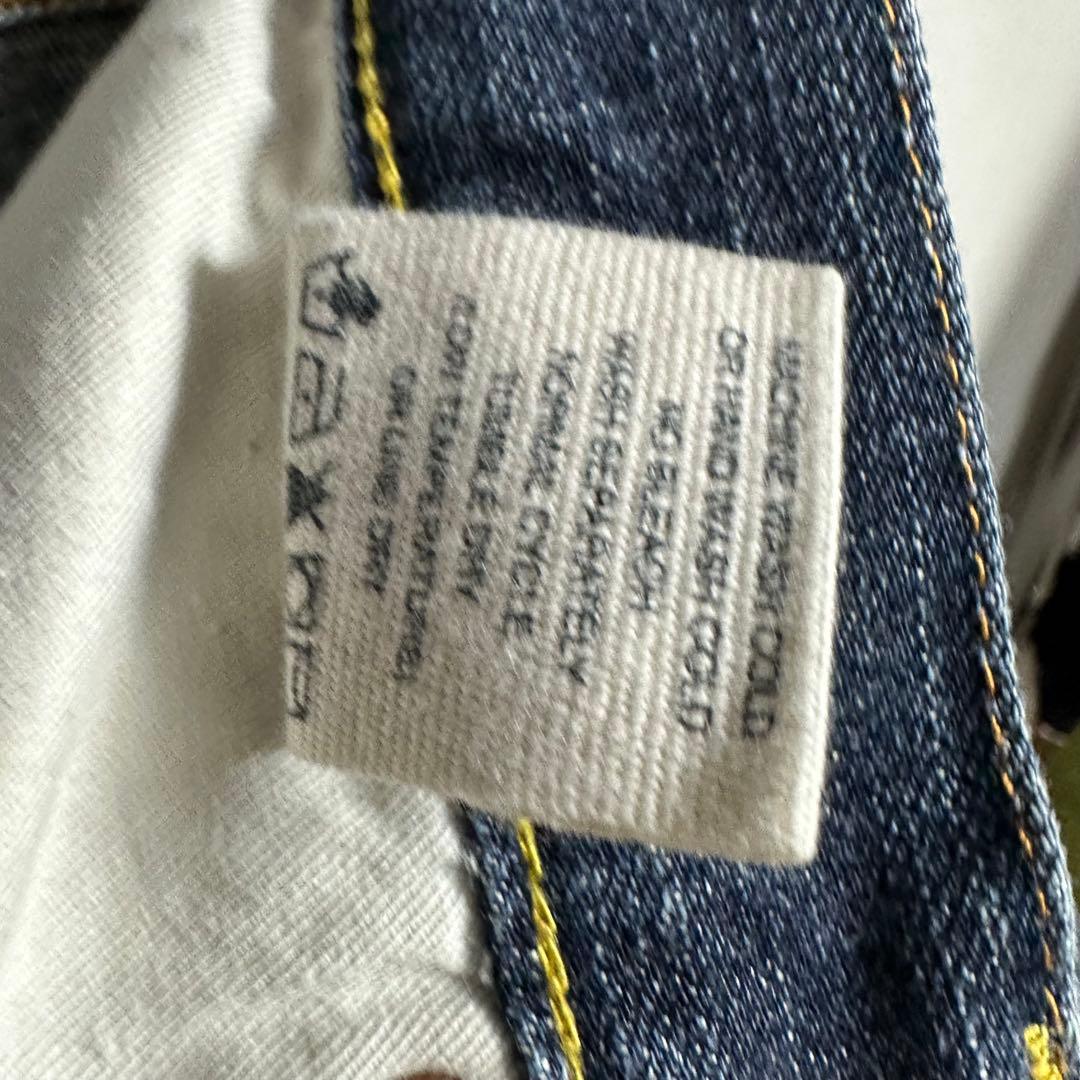 MACHINE WASH COLD
OR HAND WASH COLD
NO BLEACH
WASH SEPARATELY
NORMAL CYCLE
TUMBLE DRY
LOW TEMPERATURES
OR LINE DRY